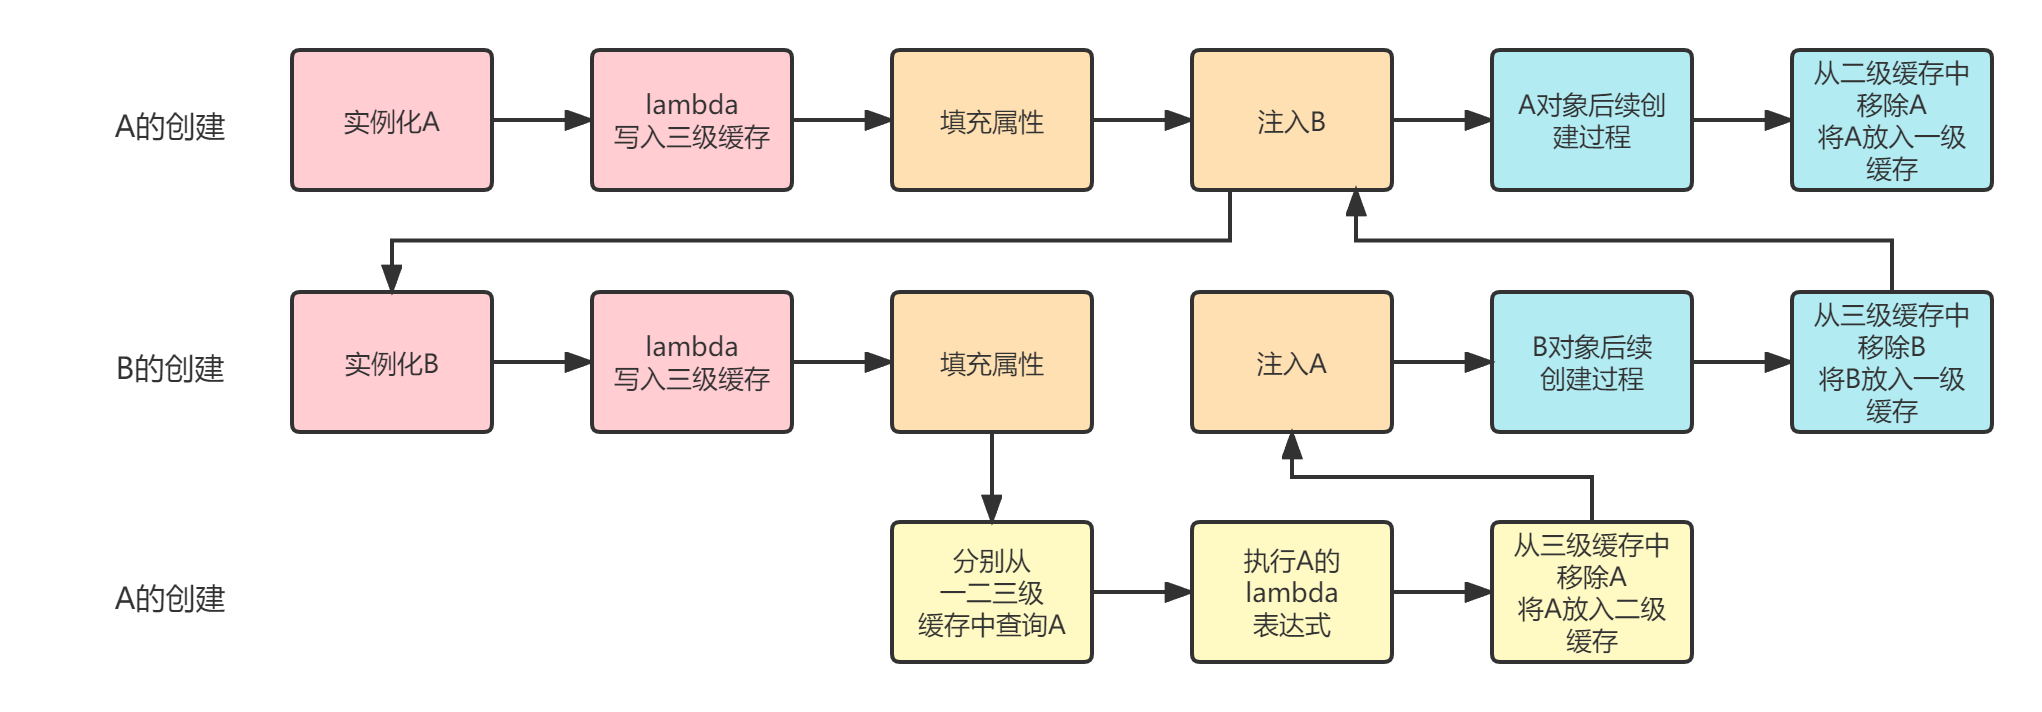 A的创建
实例化A
lambda
写入三级缓存
填充属性
注入B
A对象后续创
建过程
从二级缓存中
移除A
将A放入一级
缓存
B的创建
实例化B
lambda
写入三级缓存
填充属性
注入A
B对象后续
创建过程
从三级缓存中
移除B
将B放入一级
缓存
A的创建
分别从
一二三级
缓存中查询A
执行A的
lambda
表达式
从三级缓存中
移除A
将A放入二级
缓存